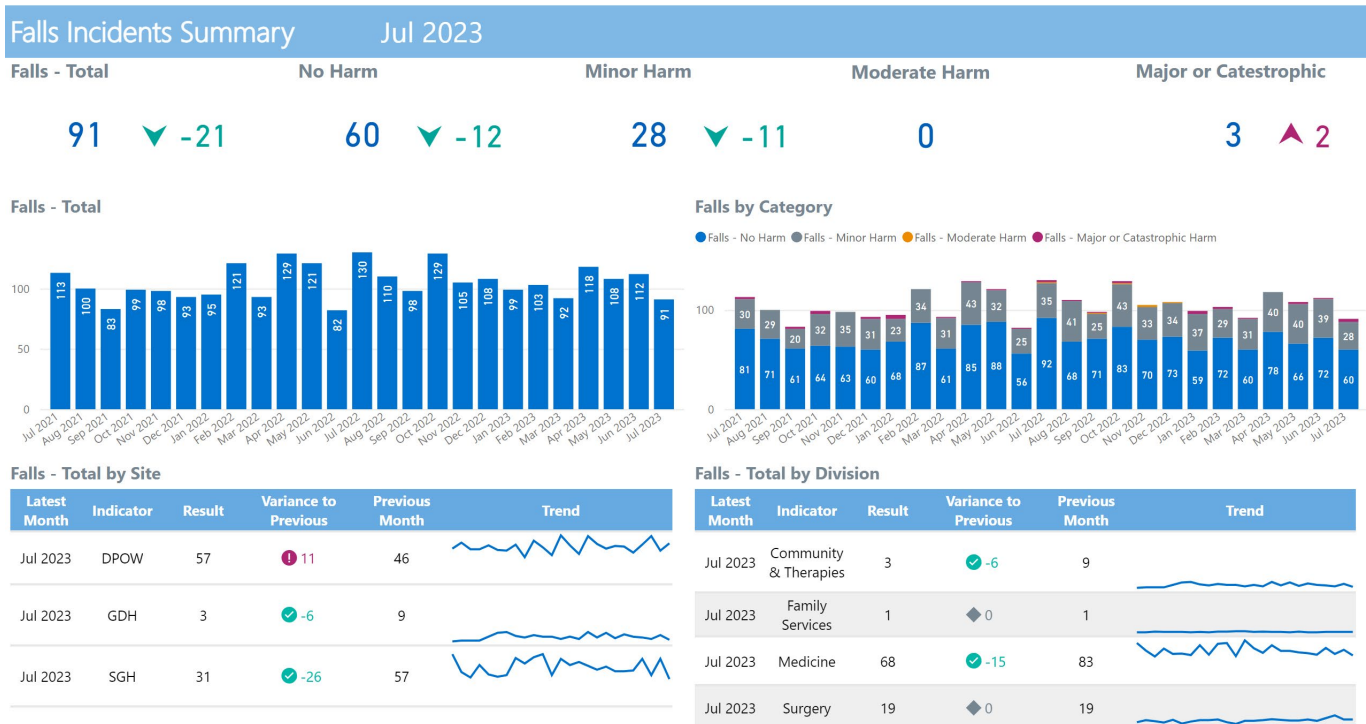 Falls Incidents Summary Jul 2023
Falls - Total No Harm Minor Harm Moderate Harm Major or Catestrophic
91 -21 60 -12 28 -11 0 3 2
Falls - Total
100
50
0
113 100 83 99 98 93 95 121 93 129 121 82 130 110 98 129 105 108 99 103 92 118 108 112 91
Jul 2021 Aug 2021 Sep 2021 Oct 2021 Nov 2021 Dec 2021 Jan 2022 Feb 2022 Mar 2022 Apr 2022 May 2022 Jun 2022 Jul 2022 Aug 2022 Sep 2022 Oct 2022 Nov 2022 Dec 2022 Jan 2023 Feb 2023 Mar 2023 Apr 2023 May 2023 Jun 2023 Jul 2023
Falls by Category
Falls - No Harm Falls - Minor Harm Falls - Moderate Harm Falls - Major or Catastrophic Harm
100
0
30 29 20 32 35 31 23 34 31 43 32 25 35 41 25 43 33 34 37 29 31 40 40 39 28
81 71 61 64 63 60 68 87 61 85 88 56 92 68 71 83 70 73 59 72 60 78 66 72 60
Jul 2021 Aug 2021 Sep 2021 Oct 2021 Nov 2021 Dec 2021 Jan 2022 Feb 2022 Mar 2022 Apr 2022 May 2022 Jun 2022 Jul 2022 Aug 2022 Sep 2022 Oct 2022 Nov 2022 Dec 2022 Jan 2023 Feb 2023 Mar 2023 Apr 2023 May 2023 Jun 2023 Jul 2023
Falls - Total by Site
Latest Month Indicator Result Variance to Previous Previous Month Trend
Jul 2023 DPOW 57 11 46
Jul 2023 GDH 3 -6 9
Jul 2023 SGH 31 -26 57
Falls - Total by Division
Latest Month Indicator Result Variance to Previous Previous Month Trend
Jul 2023 Community & Therapies 3 -6 9
Jul 2023 Family Services 1 0 1
Jul 2023 Medicine 68 -15 83
Jul 2023 Surgery 19 0 19